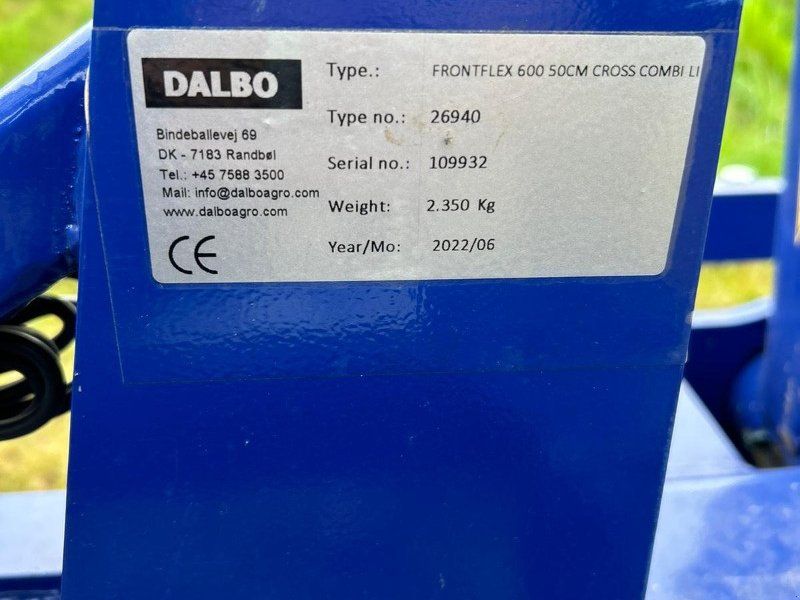 DALBO
Bindeballevej 69
DK - 7183 Randbøl
Tel.: +45 7588 3500
Mail: info@dalboagro.com
www.dalboagro.com
CE
Type.: FRONTFLEX 600 50CM CROSS COMBI LI
Type no.: 26940
Serial no.: 109932
Weight: 2.350 Kg
Year/Mo: 2022/06